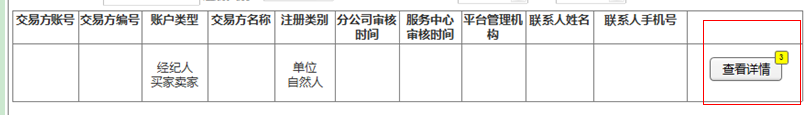 交易方账号 交易方编号 账户类型 交易方名称 注册类别 分公司审核时间 服务中心审核时间 平台管理机构 联系人姓名 联系人手机号
经纪人
买家卖家
单位
自然人
查看详情
3